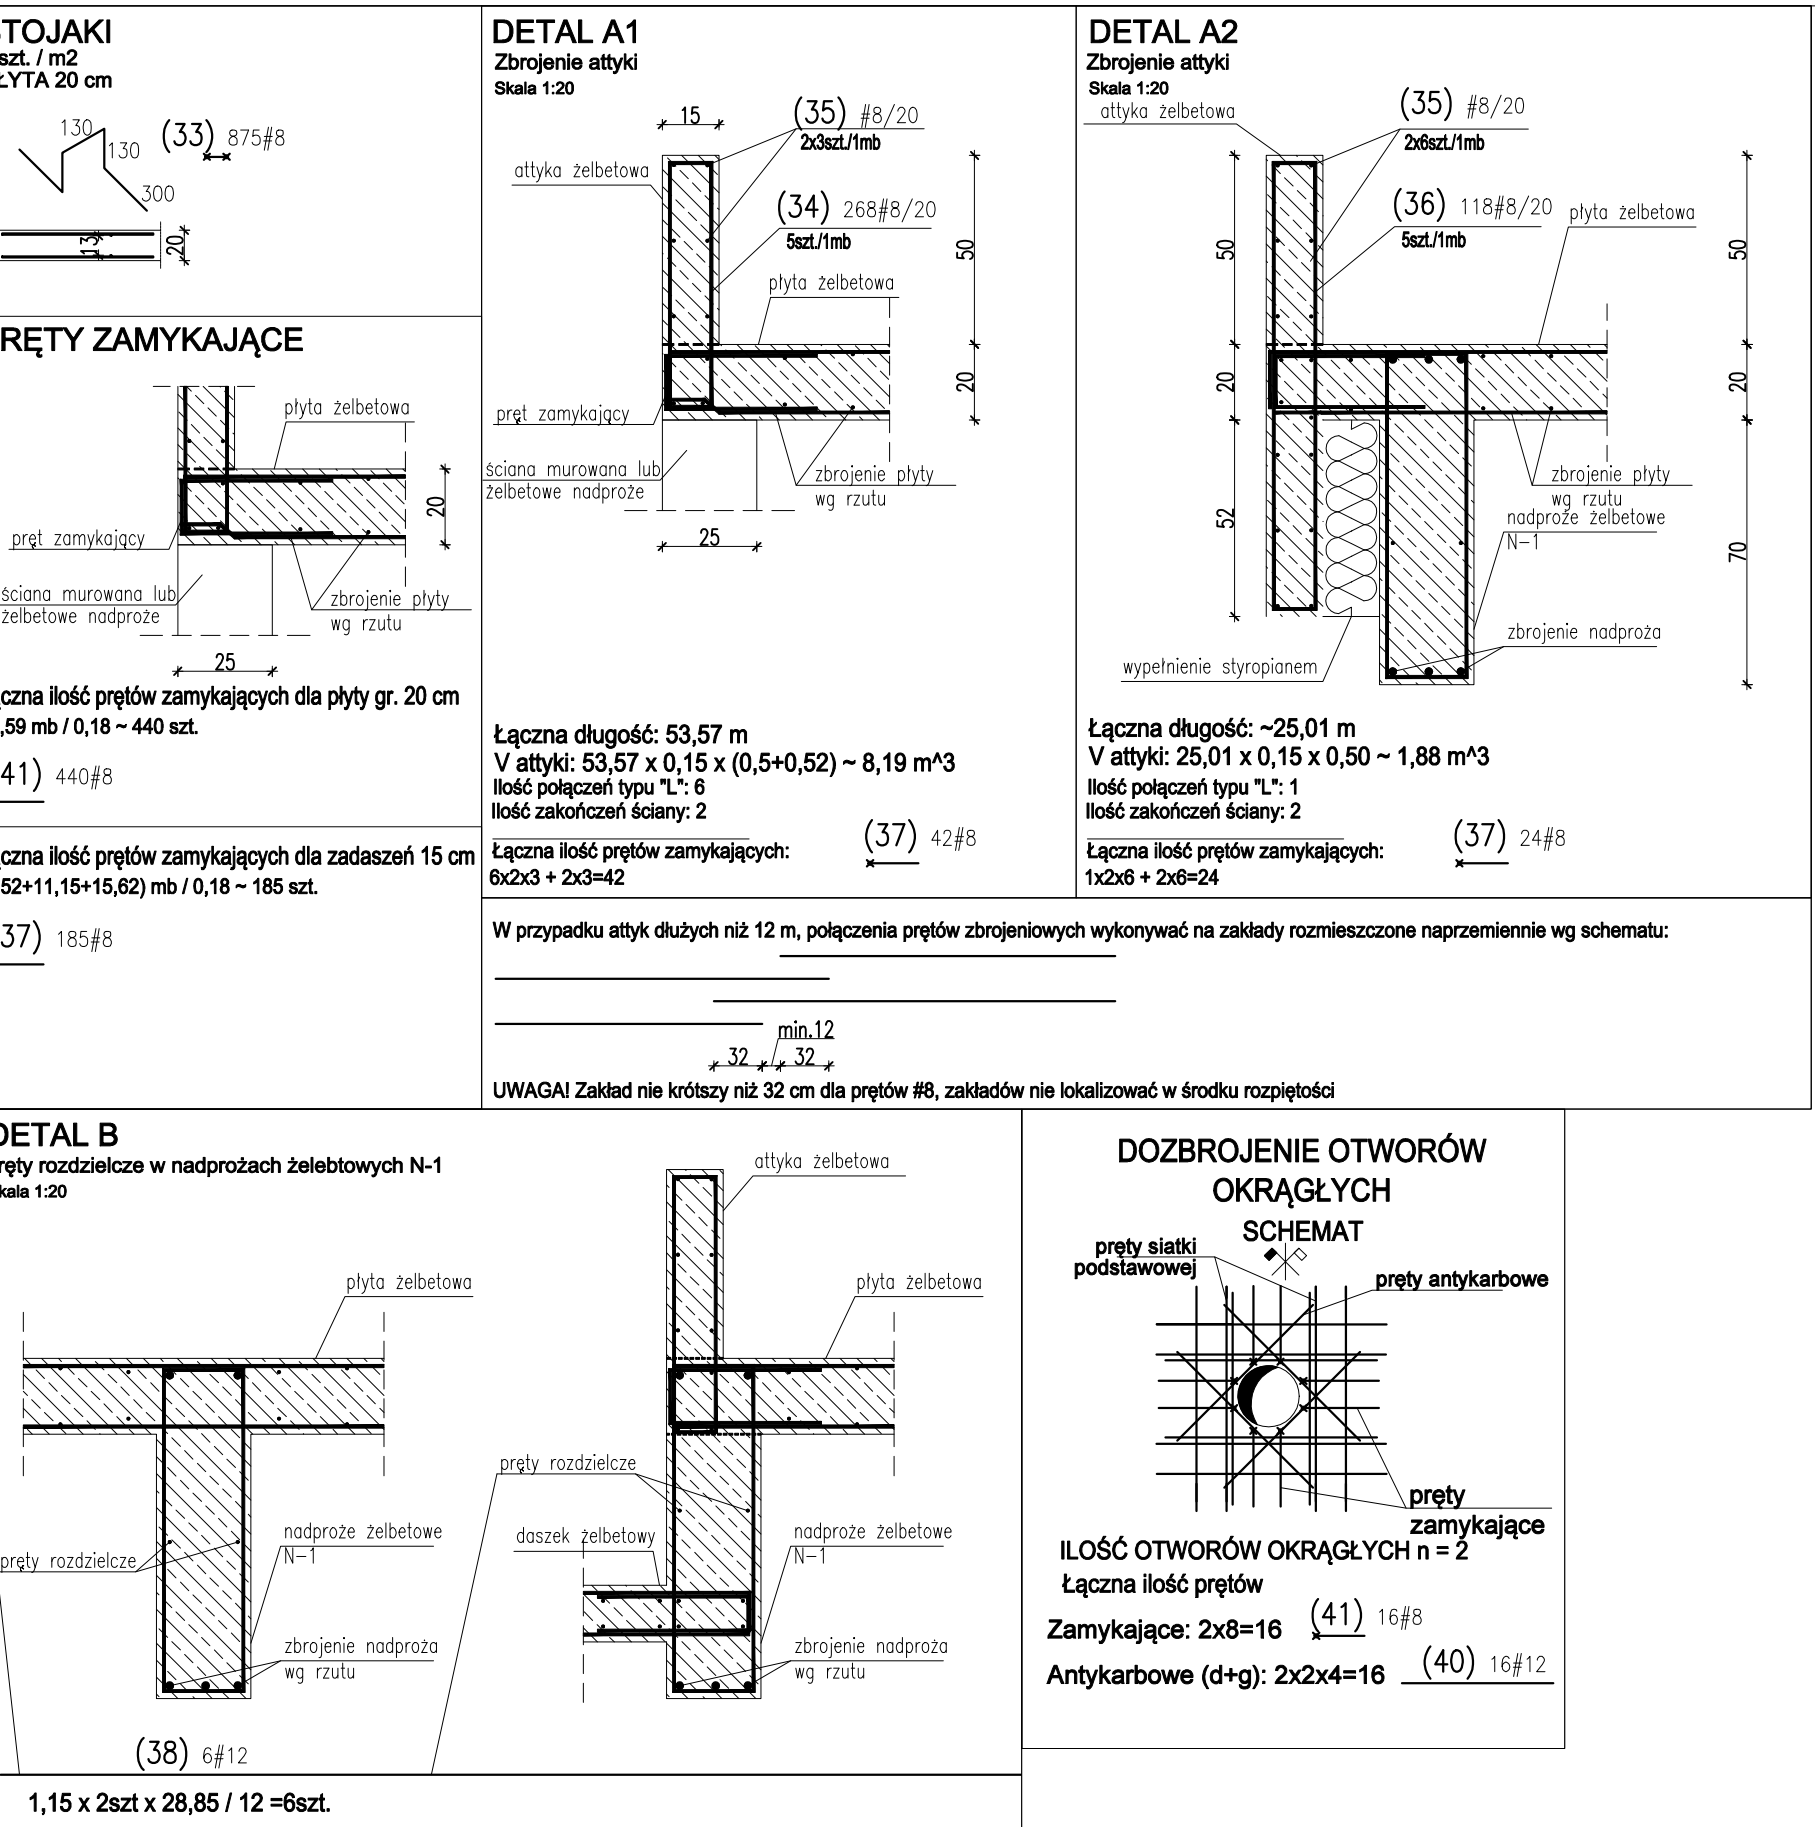 STOJAKI
szt. / m2
ŁYTA 20 cm
130
130
300
(33) 875#8
13
20
RĘTY ZAMYKAJĄCE
płyta żelbetowa
20
pręt zamykający
ściana murowana lub
żelbetowe nadproże
zbrojenie płyty
wg rzutu
25
czna ilość prętów zamykających dla płyty gr. 20 cm
,59 mb / 0,18 ~ 440 szt.
41) 440#8
czna ilość prętów zamykających dla zadaszeń 15 cm
52+11,15+15,62) mb / 0,18 ~ 185 szt.
37) 185#8
DETAL A1
Zbrojenie attyki
Skala 1:20
15
(35) #8/20
2x3szt./1mb
attyka żelbetowa
(34) 268#8/20
5szt./1mb
płyta żelbetowa
50
20
pręt zamykający
ściana murowana lub
żelbetowe nadproże
zbrojenie płyty
wg rzutu
25
Łączna długość: 53,57 m
V attyki: 53,57 x 0,15 x (0,5+0,52) ~ 8,19 m^3
Ilość połączeń typu "L": 6
Ilość zakończeń ściany: 2
Łączna ilość prętów zamykających:
6x2x3 + 2x3=42
(37) 42#8
DETAL A2
Zbrojenie attyki
Skala 1:20
attyka żelbetowa
(35) #8/20
2x6szt./1mb
(36) 118#8/20
5szt./1mb
płyta żelbetowa
50
20
52
50
20
70
zbrojenie płyty
wg rzutu
nadproże żelbetowe
N-1
zbrojenie nadproża
wypełnienie styropianem
Łączna długość: ~25,01 m
V attyki: 25,01 x 0,15 x 0,50 ~ 1,88 m^3
Ilość połączeń typu "L": 1
Ilość zakończeń ściany: 2
Łączna ilość prętów zamykających:
1x2x6 + 2x6=24
(37) 24#8
W przypadku attyk dłuższych niż 12 m, połączenia prętów zbrojeniowych wykonywać na zakłady rozmieszczone naprzemiennie wg schematu:
min.12
32
32
UWAGA! Zakład nie krótszy niż 32 cm dla prętów #8, zakładów nie lokalizować w środku rozpiętości
DETAL B
ręty rozdzielcze w nadprożach żelebtowych N-1
kala 1:20
płyta żelbetowa
pręty rozdzielcze
nadproże żelbetowe
N-1
zbrojenie nadproża
wg rzutu
(38) 6#12
1,15 x 2szt x 28,85 / 12 =6szt.
attyka żelbetowa
płyta żelbetowa
pręty rozdzielcze
daszek żelbetowy
nadproże żelbetowe
N-1
zbrojenie nadproża
wg rzutu
DOZBROJENIE OTWORÓW
OKRĄGŁYCH
SCHEMAT
pręty siatki
podstawowej
pręty antykarbowe
pręty
zamykające
ILOŚĆ OTWORÓW OKRĄGŁYCH n = 2
Łączna ilość prętów
Zamykające: 2x8=16 (41) 16#8
Antykarbowe (d+g): 2x2x4=16 (40) 16#12